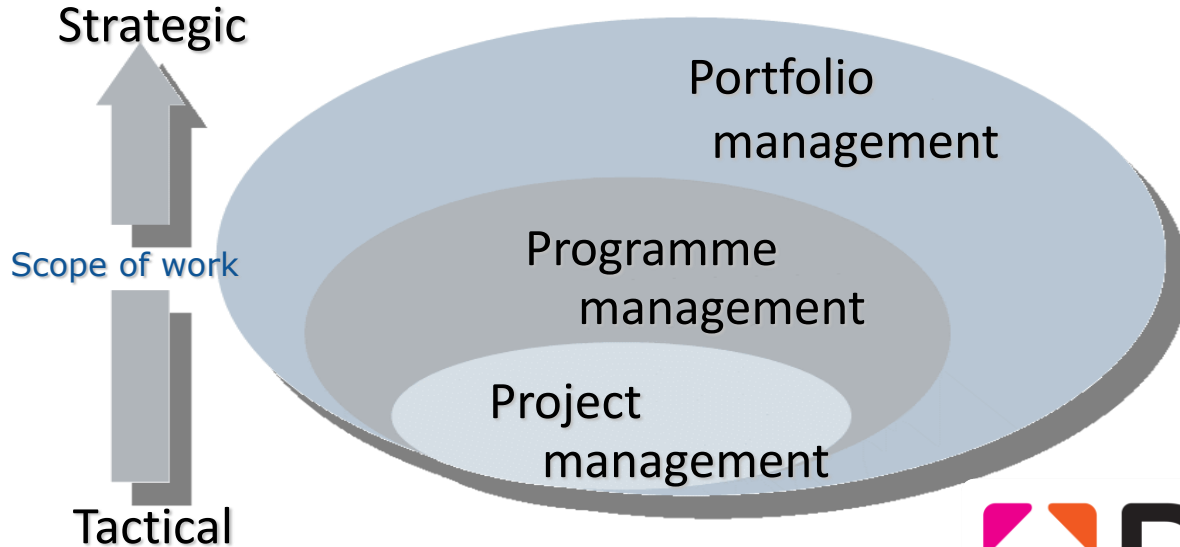 Strategic
Portfolio
management
Programme
management
Scope of work
Project
management
Tactical